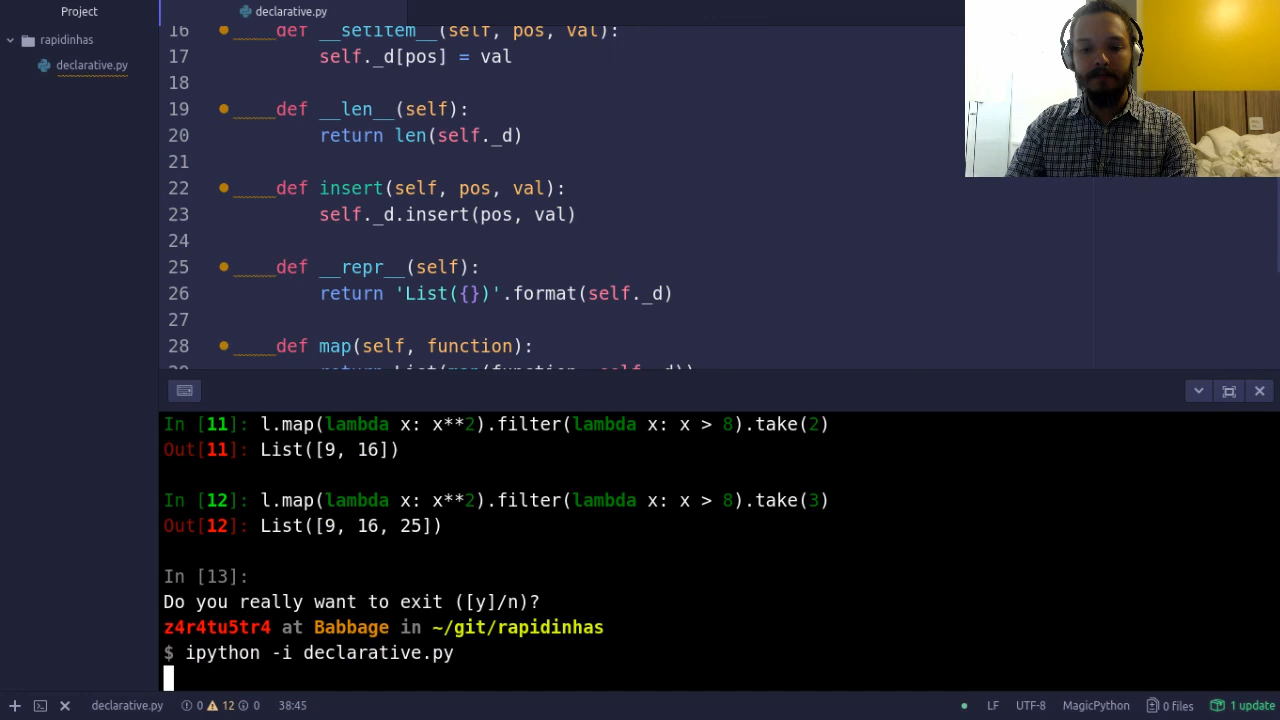 Project
declarative.py
rapidinhas
declarative.py
16 def __setitem__(self, pos, val):
17 self._d[pos] = val
18
19 def __len__(self):
20 return len(self._d)
21
22 def insert(self, pos, val):
23 self._d.insert(pos, val)
24
25 def __repr__(self):
26 return 'List({})'.format(self._d)
27
28 def map(self, function):
In [11]: l.map(lambda x: x**2).filter(lambda x: x > 8).take(2)
Out[11]: List([9, 16])
In [12]: l.map(lambda x: x**2).filter(lambda x: x > 8).take(3)
Out[12]: List([9, 16, 25])
In [13]:
Do you really want to exit ([y]/n)?
z4r4tu5tr4 at Babbage in ~/git/rapidinhas
$ ipython -i declarative.py
declarative.py 0 12 0 38:45 LF UTF-8 MagicPython 0 files 1 update